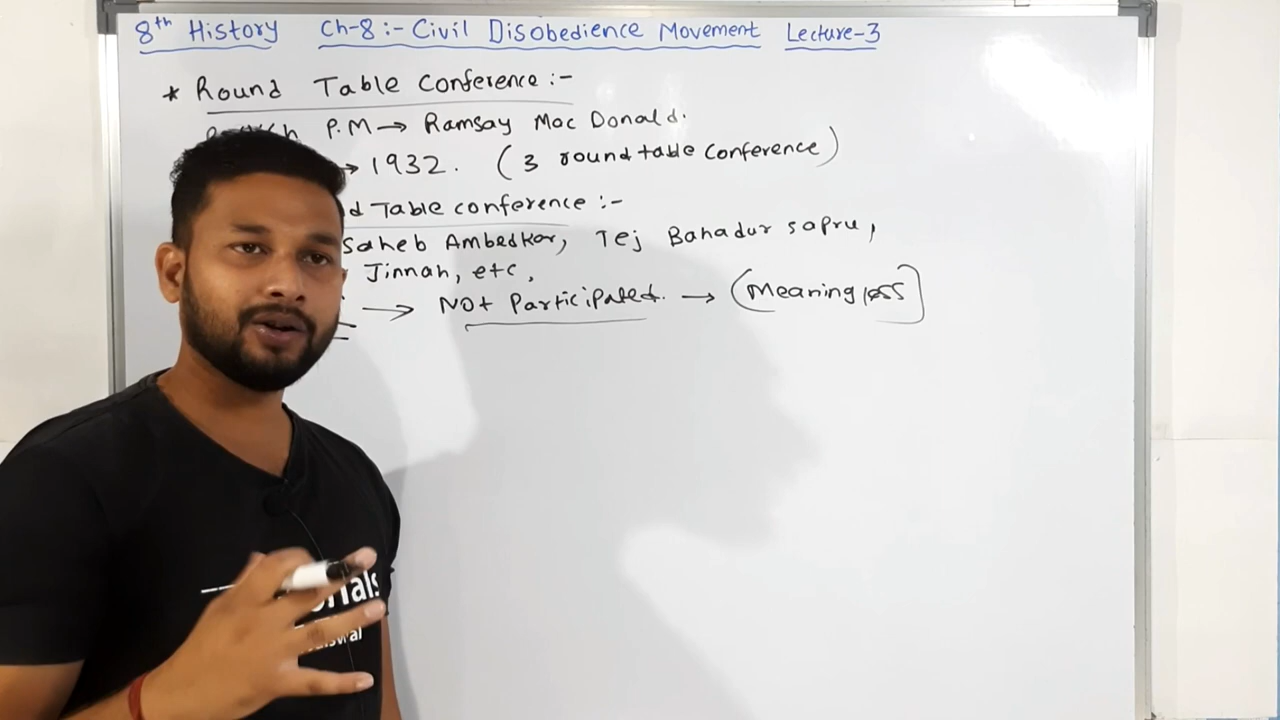 8th History Ch-8:- Civil Disobedience Movement Lecture-3
* Round Table Conference :-
P.M → Ramsay Mac Donald.
→ 1932. (3 round table Conference)
d Table conference :-
Saheb Ambedkar, Tej Bahadur Sapru,
Jinnah, etc,
→ Not Participated. → (Meaningless]